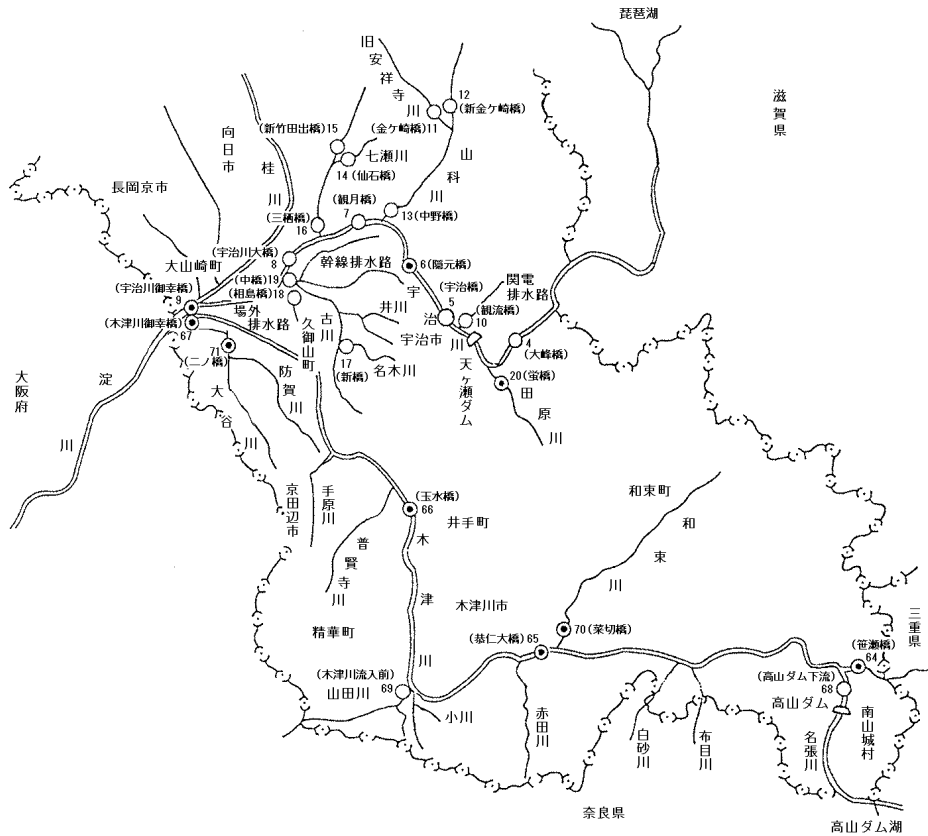 琵琶湖
滋賀県
旧安祥寺川
12
(新金ケ崎橋)
(金ケ崎橋)11
(新竹田出橋)15
向日市
桂川
七瀬川
14(仙石橋)
山科川
長岡京市
(観月橋)
7
13(中野橋)
(三栖橋)
16
(宇治川大橋)
8
幹線排水路
6(隠元橋)
大山崎町
(宇治川御幸橋)
9
(中橋)19
(相島橋)18
(宇治橋)
5
関電
排水路
(観流橋)
10
宇治川
場外
排水路
(木津川御幸橋)
67
久御山町
古川
井川
宇治市
4
(大峰橋)
71
(二ノ橋)
17
(新橋)
名木川
天ヶ瀬ダム
20(蛍橋)
田原川
大阪府
淀川
大谷川
防賀川
京田辺市
手原川
(玉水橋)
66
井手町
和束町
和束川
普賢寺川
木津川
木津川市
精華町
70(菜切橋)
(恭仁大橋)65
三重県
(笹瀬橋)
64
(木津川流入前)
69
山田川
(高山ダム下流)
68
高山ダム
小川
赤田川
白砂川
布目川
名張川
南山城村
奈良県
高山ダム湖